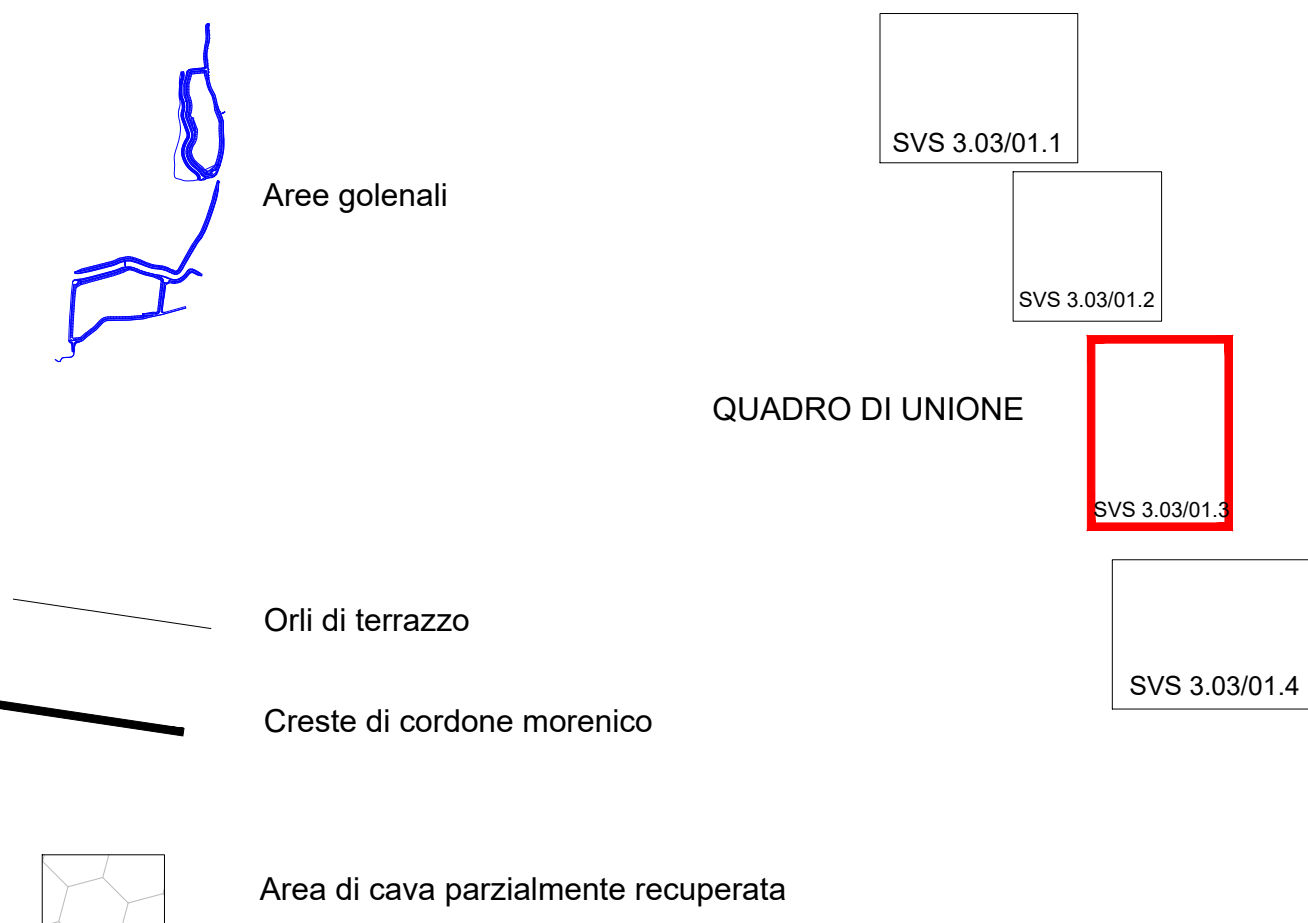 SVS 3.03/01.1
Aree golenali
SVS 3.03/01.2
QUADRO DI UNIONE
SVS 3.03/01.3
Orli di terrazzo
SVS 3.03/01.4
Creste di cordone morenico
Area di cava parzialmente recuperata